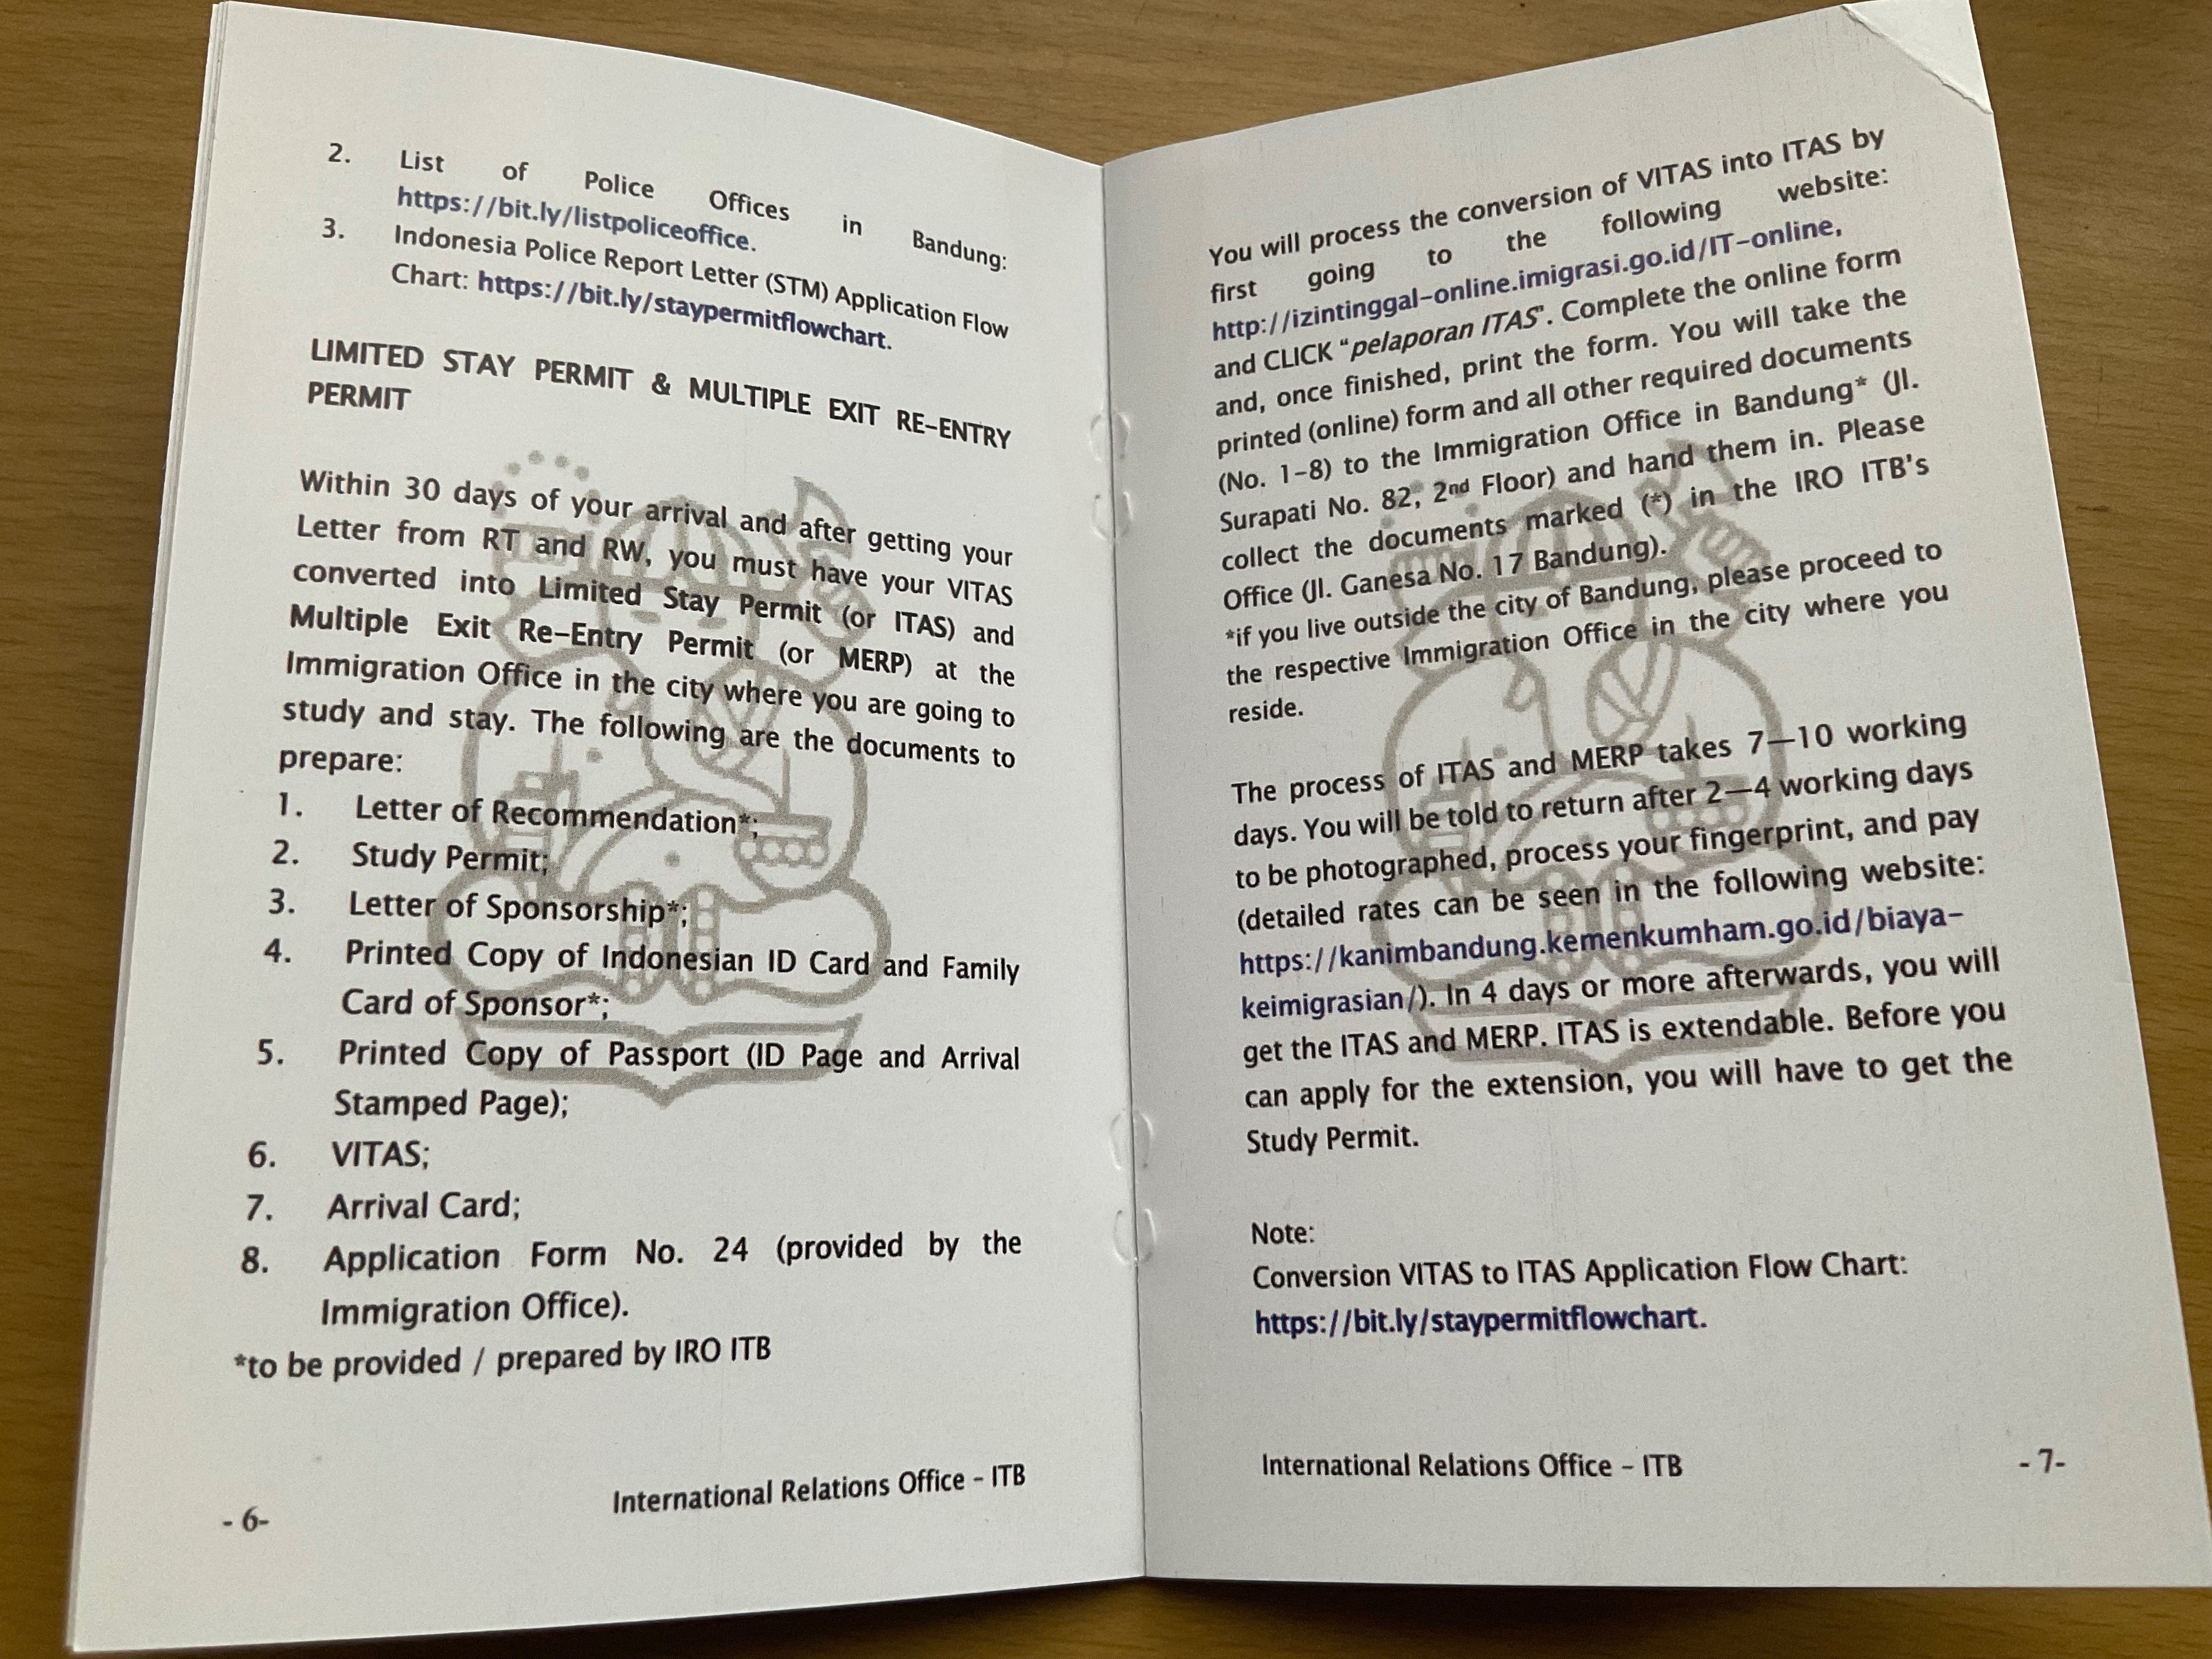 2. List of Police Offices in Bandung:
https://bit.ly/listpoliceoffice.
3. Indonesia Police Report Letter (STM) Application Flow
Chart: https://bit.ly/staypermitflowchart.
LIMITED STAY PERMIT & MULTIPLE EXIT RE-ENTRY
PERMIT
Within 30 days of your arrival and after getting your
Letter from RT and RW, you must have your VITAS
converted into Limited Stay Permit (or ITAS) and
Multiple Exit Re-Entry Permit (or MERP) at the
Immigration Office in the city where you are going to
study and stay. The following are the documents to
prepare:
1. Letter of Recommendation*;
2. Study Permit;
3. Letter of Sponsorship*;
4. Printed Copy of Indonesian ID Card and Family
Card of Sponsor*;
5. Printed Copy of Passport (ID Page and Arrival
Stamped Page);
6. VITAS;
7. Arrival Card;
8. Application Form No. 24 (provided by the
Immigration Office).
*to be provided / prepared by IRO ITB
International Relations Office - ITB
- 6-
You will process the conversion of VITAS into ITAS by
first going to the following website:
http://izintinggal-online.imigrasi.go.id/IT-online,
and CLICK "pelaporan ITAS". Complete the online form
and, once finished, print the form. You will take the
printed (online) form and all other required documents
(No. 1-8) to the Immigration Office in Bandung* (Jl.
Surapati No. 82, 2nd Floor) and hand them in. Please
collect the documents marked (*) in the IRO ITB's
Office (Jl. Ganesa No. 17 Bandung).
*if you live outside the city of Bandung, please proceed to
the respective Immigration Office in the city where you
reside.
The process of ITAS and MERP takes 7—10 working
days. You will be told to return after 2—4 working days
to be photographed, process your fingerprint, and pay
(detailed rates can be seen in the following website:
https://kanimbandung.kemenkumham.go.id/biaya-
keimigrasian/). In 4 days or more afterwards, you will
get the ITAS and MERP. ITAS is extendable. Before you
can apply for the extension, you will have to get the
Study Permit.
Note:
Conversion VITAS to ITAS Application Flow Chart:
https://bit.ly/staypermitflowchart.
International Relations Office - ITB
- 7-